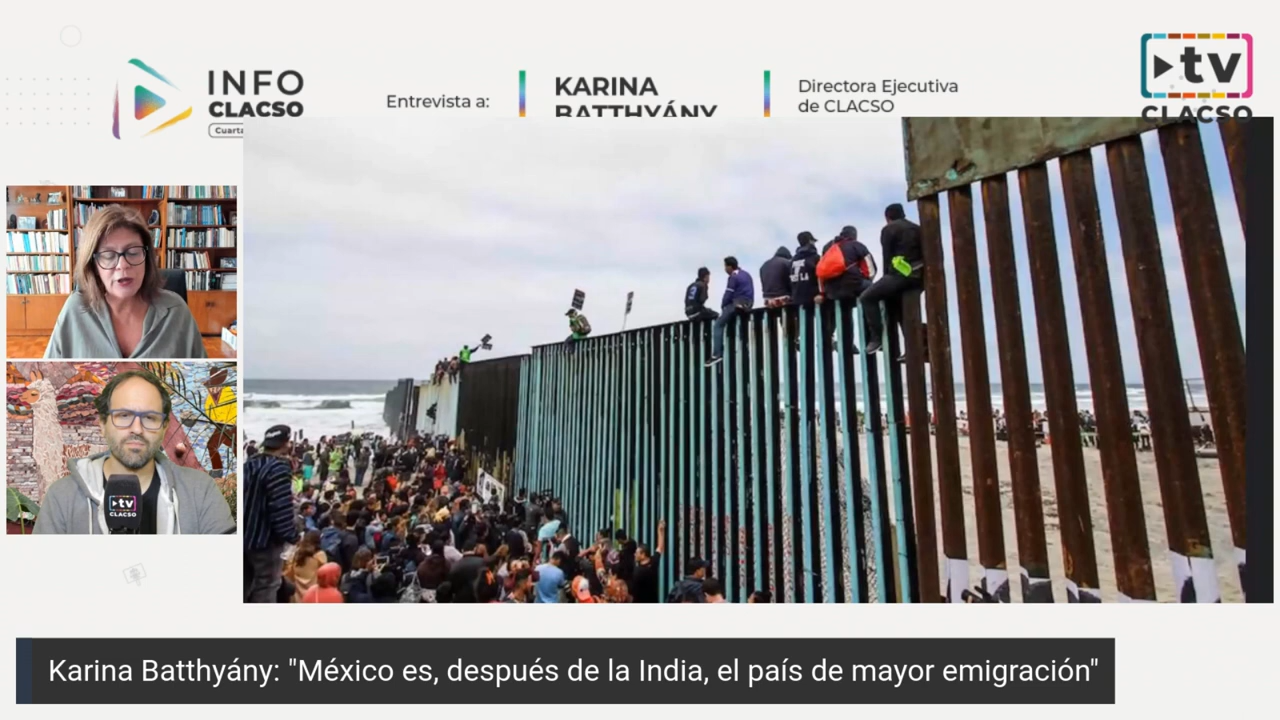 INFO
CLACSO
Cuarta
Entrevista a:
KARINA
BATTHYÁNY
Directora Ejecutiva
de CLACSO
tv
CLACSO
tv
CLACSO
Karina Batthyány: "México es, después de la India, el país de mayor emigración"